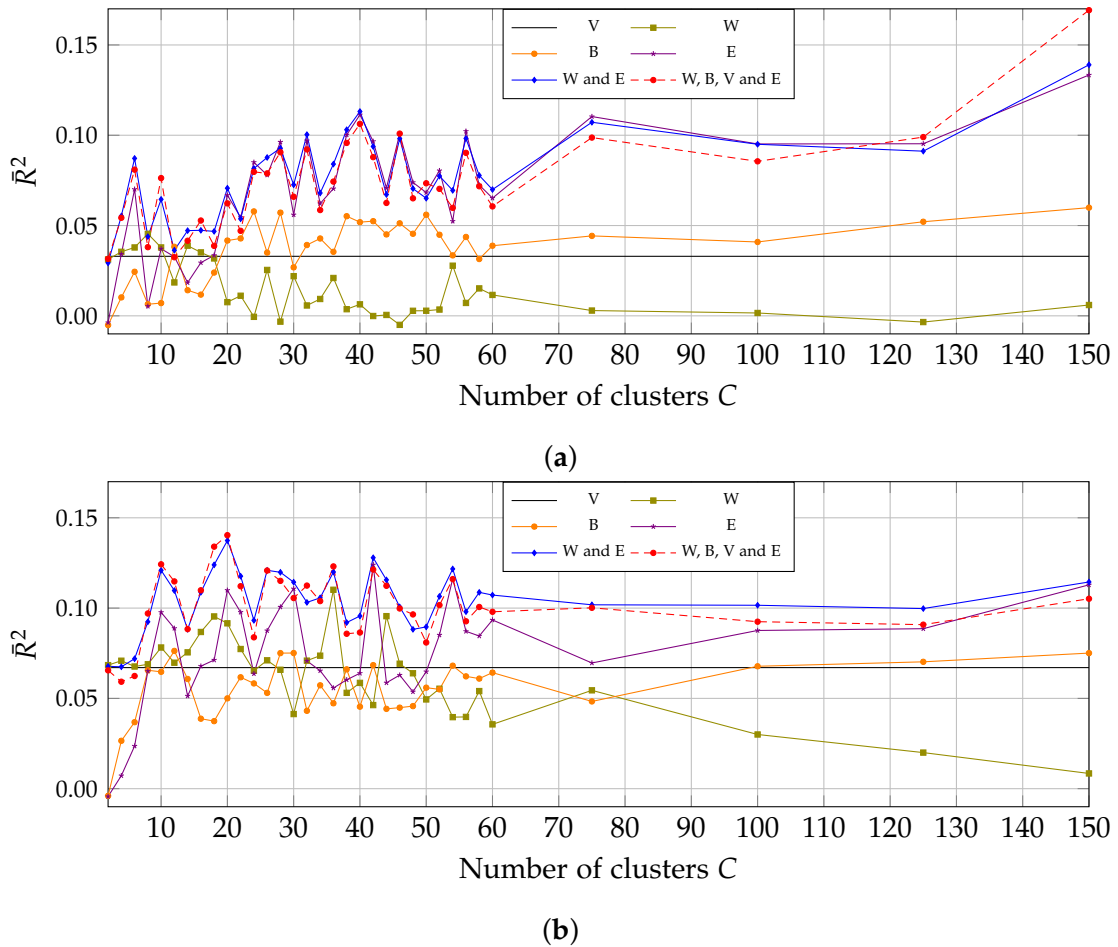 0.15
0.10
0.05
0.00
R̄²
V W
B E
W and E W, B, V and E
10 20 30 40 50 60 70 80 90 100 110 120 130 140 150
Number of clusters C
(a)
0.15
0.10
0.05
0.00
R̄²
V W
B E
W and E W, B, V and E
10 20 30 40 50 60 70 80 90 100 110 120 130 140 150
Number of clusters C
(b)